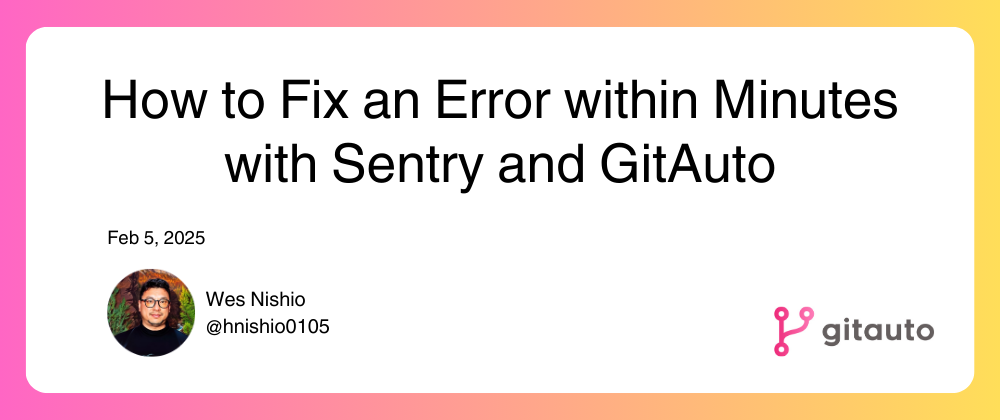 How to Fix an Error within Minutes
with Sentry and GitAuto
Feb 5, 2025
Wes Nishio
@hnishio0105
gitauto